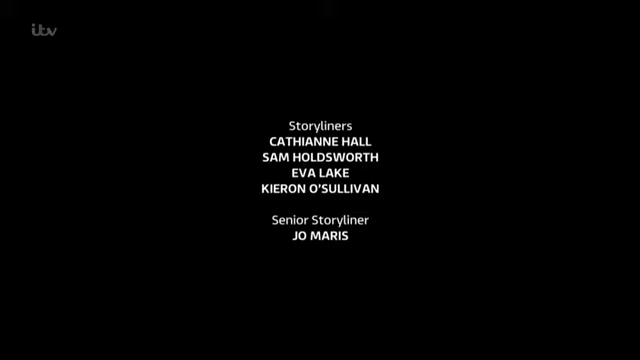 itv
Storyliners
CATHIANNE HALL
SAM HOLDSWORTH
EVA LAKE
KIERON O'SULLIVAN
Senior Storyliner
JO MARIS